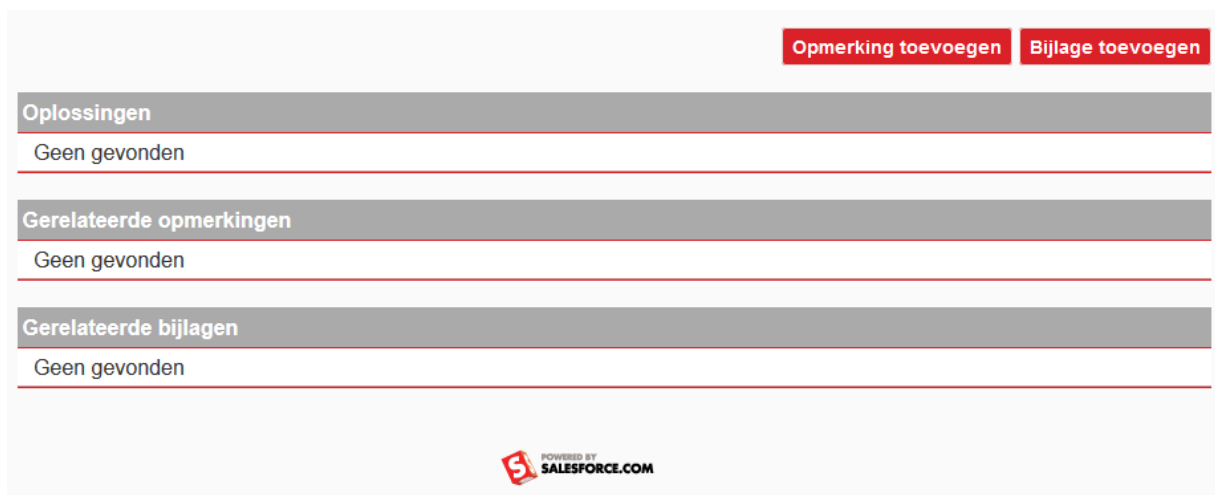 Opmerking toevoegen Bijlage toevoegen
Oplossingen
Geen gevonden
Gerelateerde opmerkingen
Geen gevonden
Gerelateerde bijlagen
Geen gevonden
POWERED BY
SALESFORCE.COM